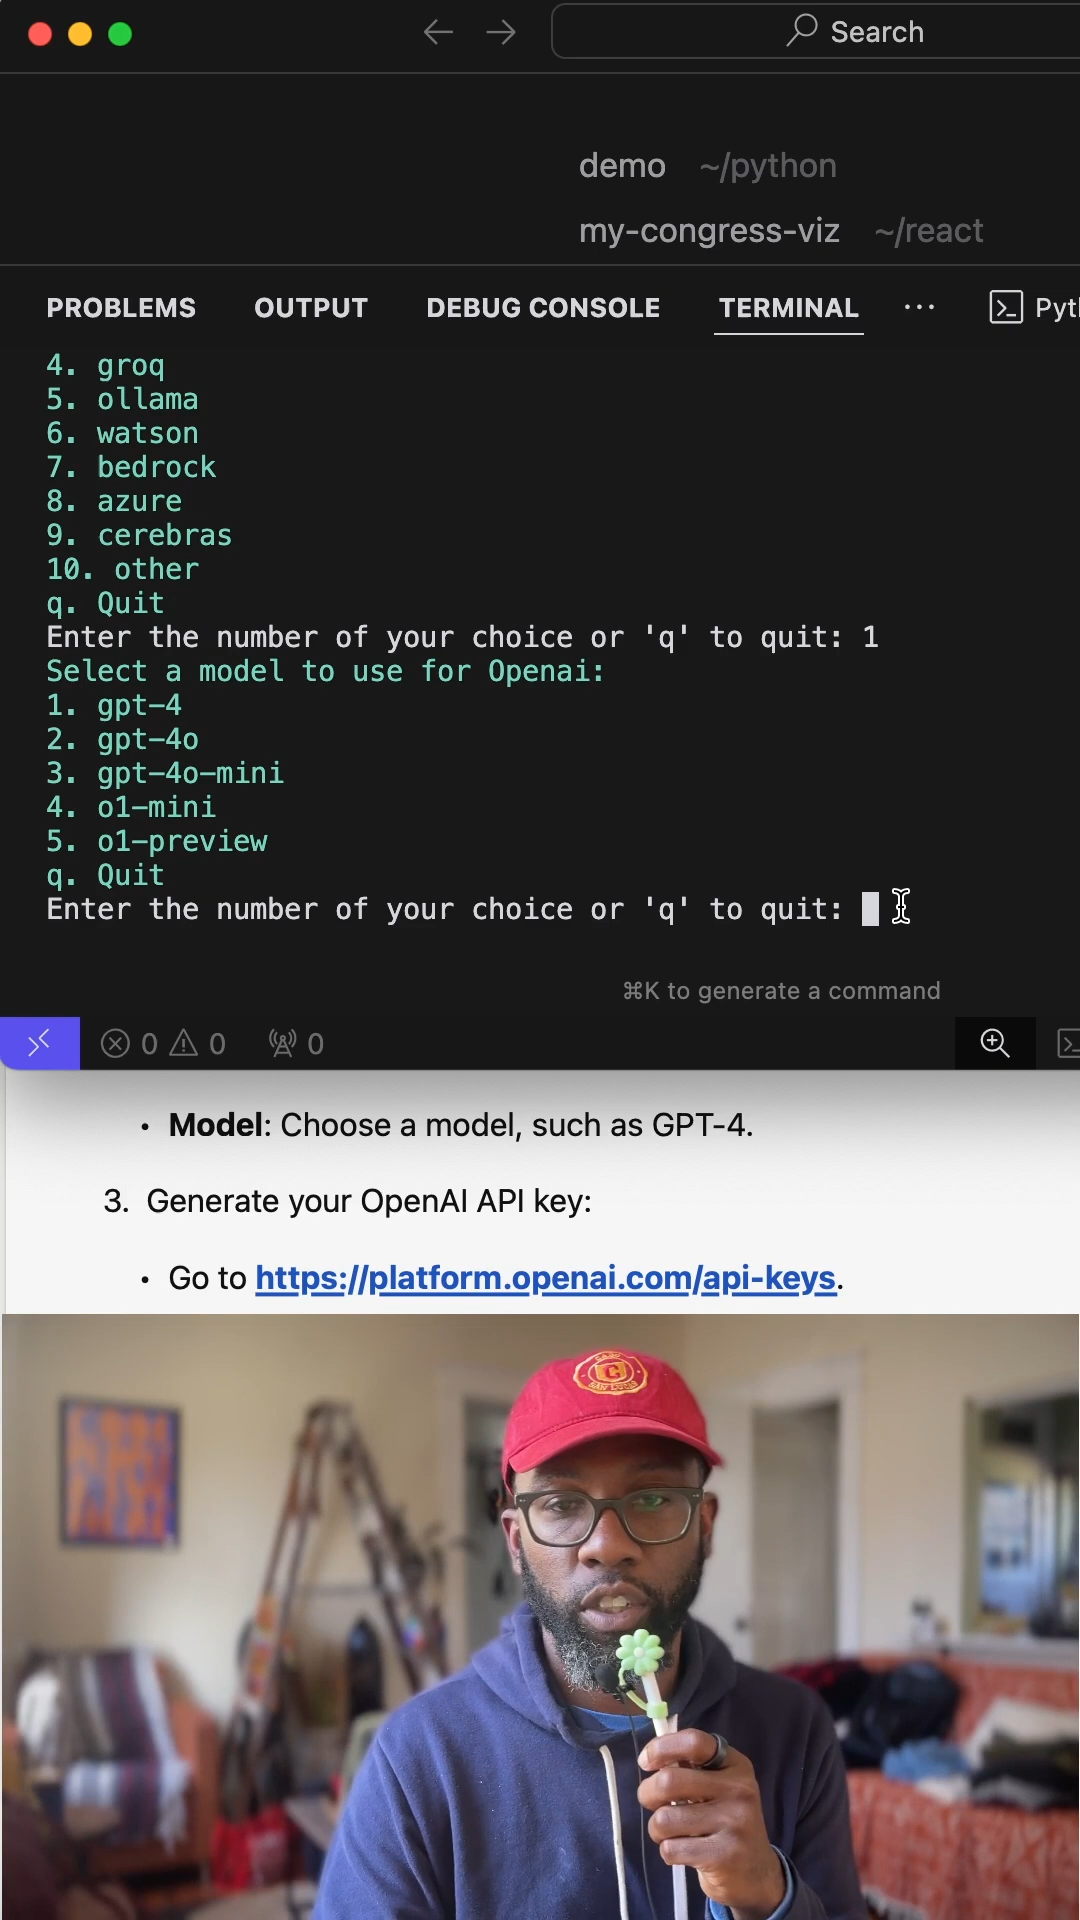 Search
demo ~/python
my-congress-viz ~/react
PROBLEMS OUTPUT DEBUG CONSOLE TERMINAL ··· Pyt
4. groq
5. ollama
6. watson
7. bedrock
8. azure
9. cerebras
10. other
q. Quit
Enter the number of your choice or 'q' to quit: 1
Select a model to use for Openai:
1. gpt-4
2. gpt-4o
3. gpt-4o-mini
4. o1-mini
5. o1-preview
q. Quit
Enter the number of your choice or 'q' to quit:
⌘K to generate a command
0 0 0
• Model: Choose a model, such as GPT-4.
3. Generate your OpenAI API key:
• Go to https://platform.openai.com/api-keys.
C